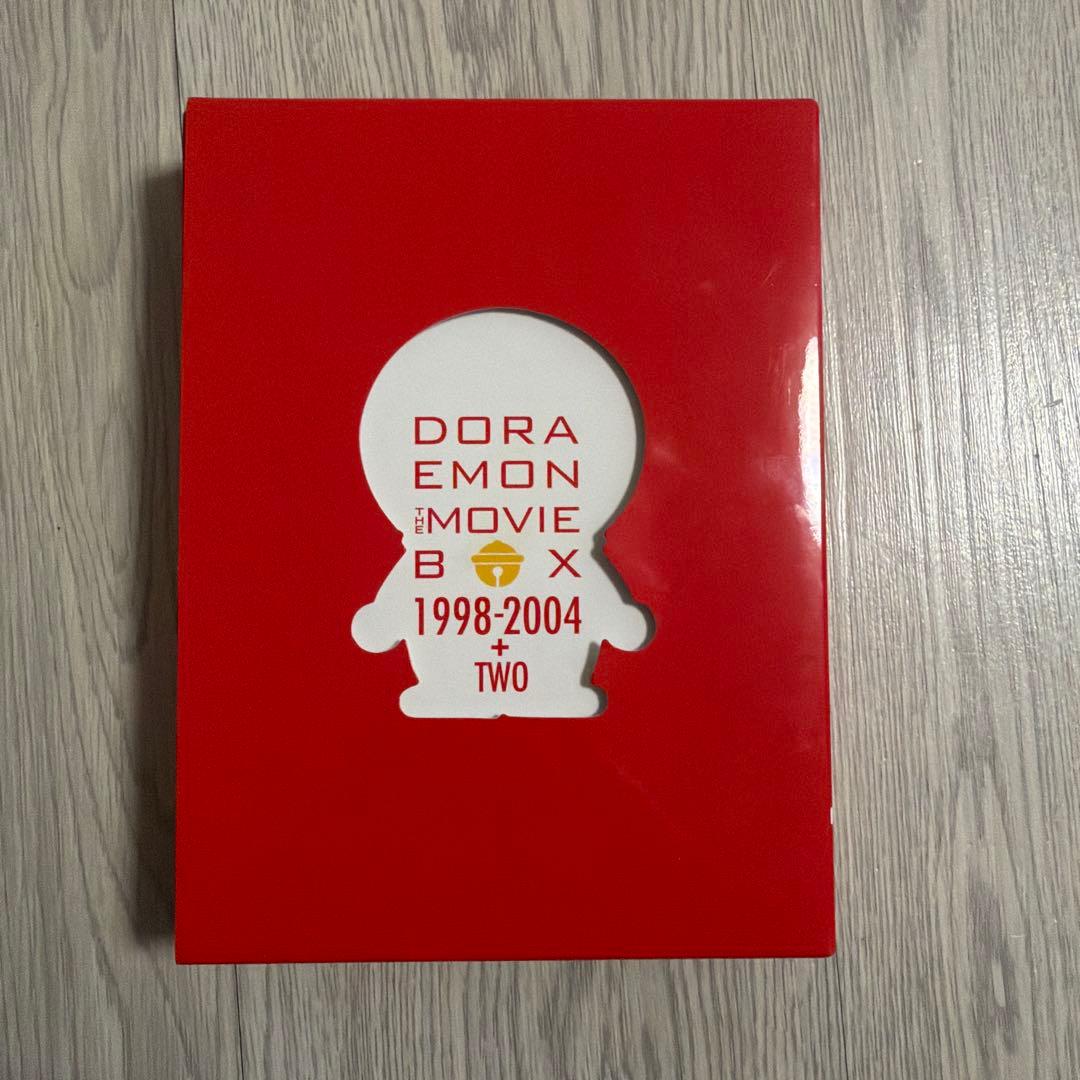 DORA
EMON
THE MOVIE
B X
1998-2004
+
TWO